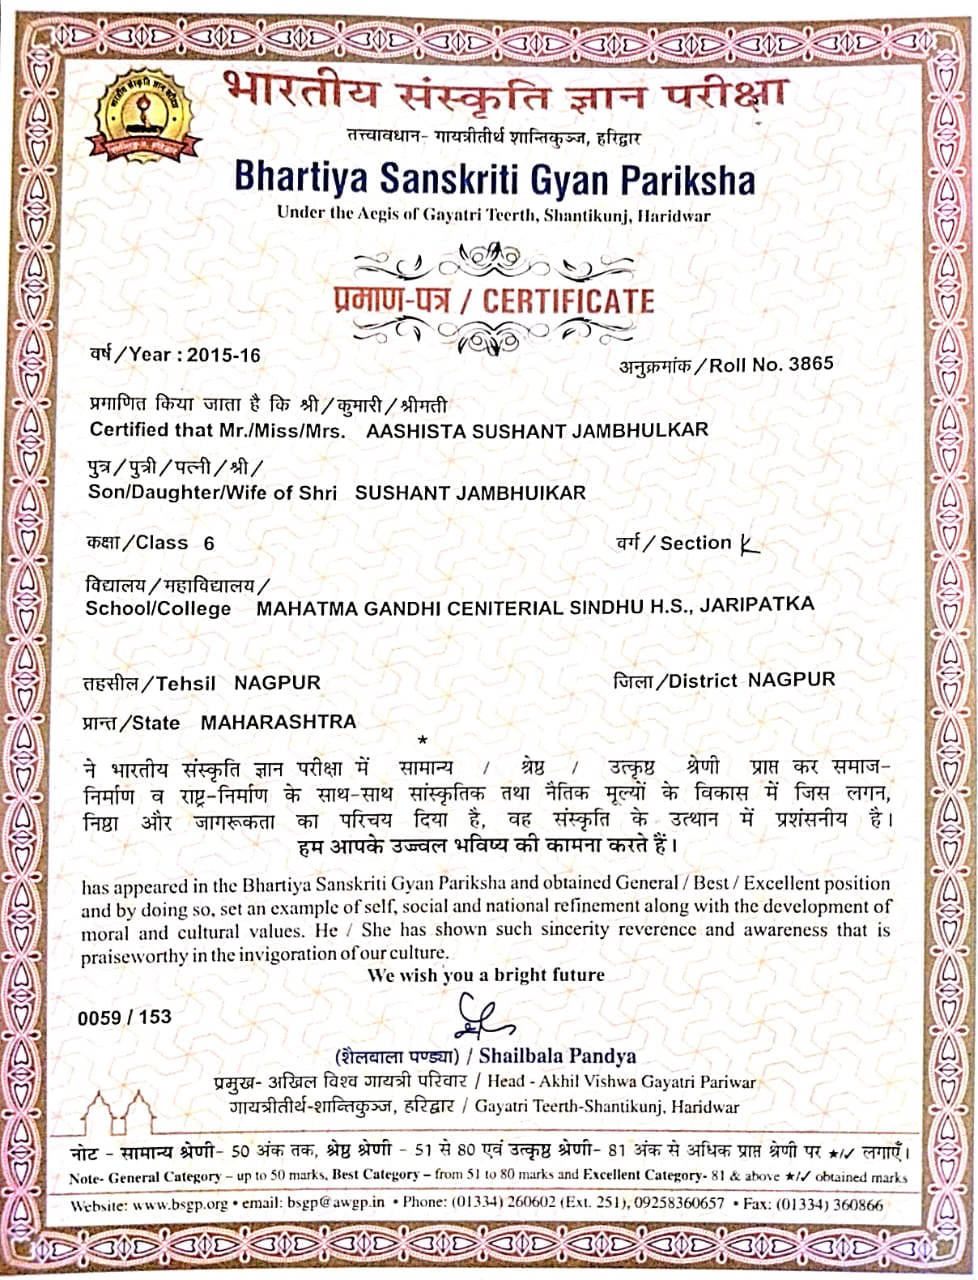 भारतीय संस्कृति ज्ञान परीक्षा
तत्त्वावधान- गायत्रीतीर्थ शान्तिकुञ्ज, हरिद्वार
Bhartiya Sanskriti Gyan Pariksha
Under the Aegis of Gayatri Teerth, Shantikunj, Haridwar
प्रमाण-पत्र / CERTIFICATE
वर्ष/Year : 2015-16
अनुक्रमांक/Roll No. 3865
प्रमाणित किया जाता है कि श्री/कुमारी/श्रीमती
Certified that Mr./Miss/Mrs. AASHISTA SUSHANT JAMBHULKAR
पुत्र/पुत्री/पत्नी/श्री/
Son/Daughter/Wife of Shri SUSHANT JAMBHUIKAR
कक्षा/Class 6 वर्ग/Section K
विद्यालय/महाविद्यालय/
School/College MAHATMA GANDHI CENITERIAL SINDHU H.S., JARIPATKA
तहसील/Tehsil NAGPUR जिला/District NAGPUR
प्रान्त/State MAHARASHTRA
*
ने भारतीय संस्कृति ज्ञान परीक्षा में सामान्य / श्रेष्ठ / उत्कृष्ठ श्रेणी प्राप्त कर समाज-
निर्माण व राष्ट्र-निर्माण के साथ-साथ सांस्कृतिक तथा नैतिक मूल्यों के विकास में जिस लगन,
निष्ठा और जागरूकता का परिचय दिया है, वह संस्कृति के उत्थान में प्रशंसनीय है।
हम आपके उज्ज्वल भविष्य की कामना करते हैं।
has appeared in the Bhartiya Sanskriti Gyan Pariksha and obtained General / Best / Excellent position
and by doing so, set an example of self, social and national refinement along with the development of
moral and cultural values. He / She has shown such sincerity reverence and awareness that is
praiseworthy in the invigoration of our culture.
We wish you a bright future
0059 / 153
(शैलवाला पण्ड्या) / Shailbala Pandya
प्रमुख- अखिल विश्व गायत्री परिवार / Head - Akhil Vishwa Gayatri Pariwar
गायत्रीतीर्थ-शान्तिकुञ्ज, हरिद्वार / Gayatri Teerth-Shantikunj, Haridwar
नोट - सामान्य श्रेणी- 50 अंक तक, श्रेष्ठ श्रेणी - 51 से 80 एवं उत्कृष्ठ श्रेणी- 81 अंक से अधिक प्राप्त श्रेणी पर ★/✓ लगाएँ।
Note- General Category – up to 50 marks, Best Category – from 51 to 80 marks and Excellent Category- 81 & above ★/✓ obtained marks
Website: www.bsgp.org • email: bsgp@awgp.in • Phone: (01334) 260602 (Ext. 251), 09258360657 • Fax: (01334) 360866